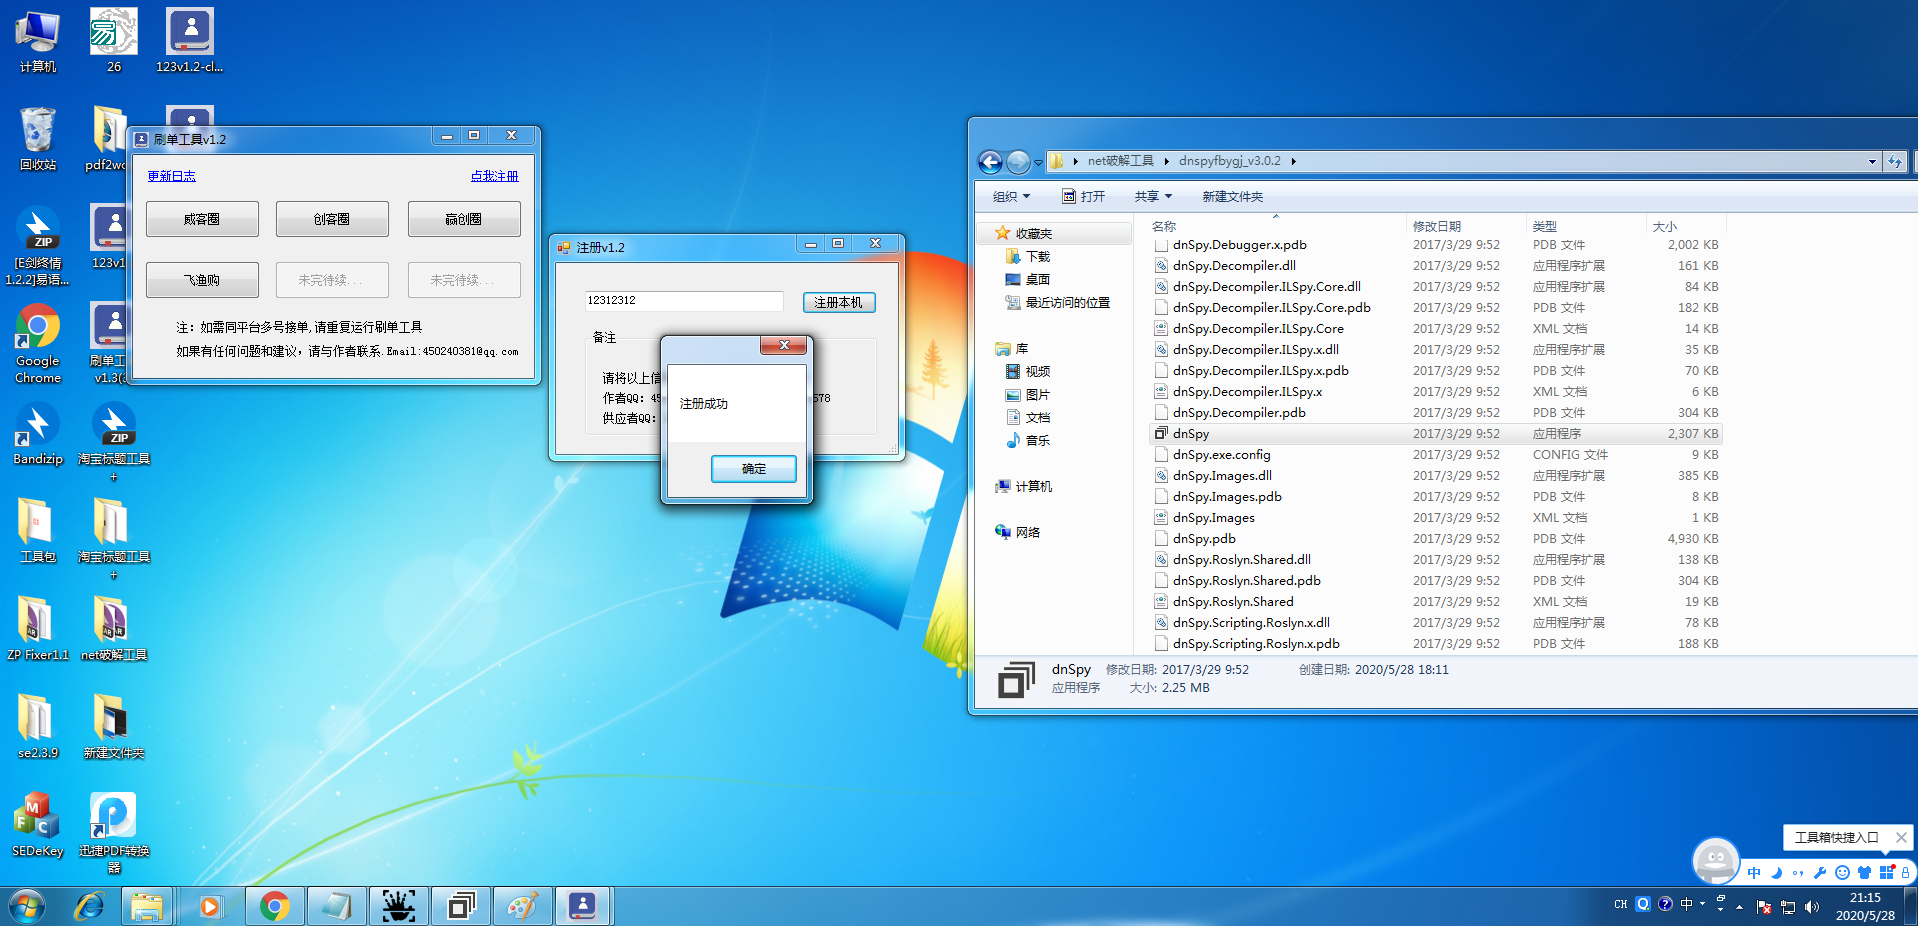 计算机
26
123v1.2-cl...
回收站
pdf2wo
[E剑终情
1.2.2]易语...
123v1
Google
Chrome
刷单工
v1.3(
Bandizip
淘宝标题工具
+
工具包
淘宝标题工具
+
ZP Fixer1.1
net破解工具
se2.3.9
新建文件夹
SEDeKey
迅捷PDF转换
器
刷单工具v1.2
更新日志
点我注册
威客圈
创客圈
赢创圈
飞渔购
未完待续...
未完待续...
注：如需同平台多号接单,请重复运行刷单工具
如果有任何问题和建议，请与作者联系.Email:450240381@qq.com
注册v1.2
12312312
注册本机
备注
请将以上信
作者QQ：45
578
供应者QQ：
注册成功
确定
net破解工具
dnspyfbygj_v3.0.2
组织
打开
共享
新建文件夹
收藏夹
下载
桌面
最近访问的位置
库
视频
图片
文档
音乐
计算机
网络
名称 修改日期 类型 大小
dnSpy.Debugger.x.pdb 2017/3/29 9:52 PDB 文件 2,002 KB
dnSpy.Decompiler.dll 2017/3/29 9:52 应用程序扩展 161 KB
dnSpy.Decompiler.ILSpy.Core.dll 2017/3/29 9:52 应用程序扩展 84 KB
dnSpy.Decompiler.ILSpy.Core.pdb 2017/3/29 9:52 PDB 文件 182 KB
dnSpy.Decompiler.ILSpy.Core 2017/3/29 9:52 XML 文档 14 KB
dnSpy.Decompiler.ILSpy.x.dll 2017/3/29 9:52 应用程序扩展 35 KB
dnSpy.Decompiler.ILSpy.x.pdb 2017/3/29 9:52 PDB 文件 70 KB
dnSpy.Decompiler.ILSpy.x 2017/3/29 9:52 XML 文档 6 KB
dnSpy.Decompiler.pdb 2017/3/29 9:52 PDB 文件 304 KB
dnSpy 2017/3/29 9:52 应用程序 2,307 KB
dnSpy.exe.config 2017/3/29 9:52 CONFIG 文件 9 KB
dnSpy.Images.dll 2017/3/29 9:52 应用程序扩展 385 KB
dnSpy.Images.pdb 2017/3/29 9:52 PDB 文件 8 KB
dnSpy.Images 2017/3/29 9:52 XML 文档 1 KB
dnSpy.pdb 2017/3/29 9:52 PDB 文件 4,930 KB
dnSpy.Roslyn.Shared.dll 2017/3/29 9:52 应用程序扩展 138 KB
dnSpy.Roslyn.Shared.pdb 2017/3/29 9:52 PDB 文件 304 KB
dnSpy.Roslyn.Shared 2017/3/29 9:52 XML 文档 19 KB
dnSpy.Scripting.Roslyn.x.dll 2017/3/29 9:52 应用程序扩展 78 KB
dnSpy.Scripting.Roslyn.x.pdb 2017/3/29 9:52 PDB 文件 188 KB
dnSpy 修改日期: 2017/3/29 9:52 创建日期: 2020/5/28 18:11
应用程序 大小: 2.25 MB
工具箱快捷入口
中
CH
中
21:15
2020/5/28